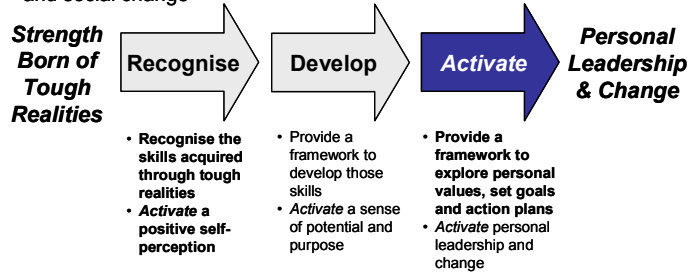 and social change
Strength
Born of
Tough
Realities
Recognise
Develop
Activate
Personal
Leadership
& Change
• Recognise the
skills acquired
through tough
realities
• Activate a
positive self-
perception
• Provide a
framework to
develop those
skills
• Activate a sense
of potential and
purpose
• Provide a
framework to
explore personal
values, set goals
and action plans
• Activate personal
leadership and
change